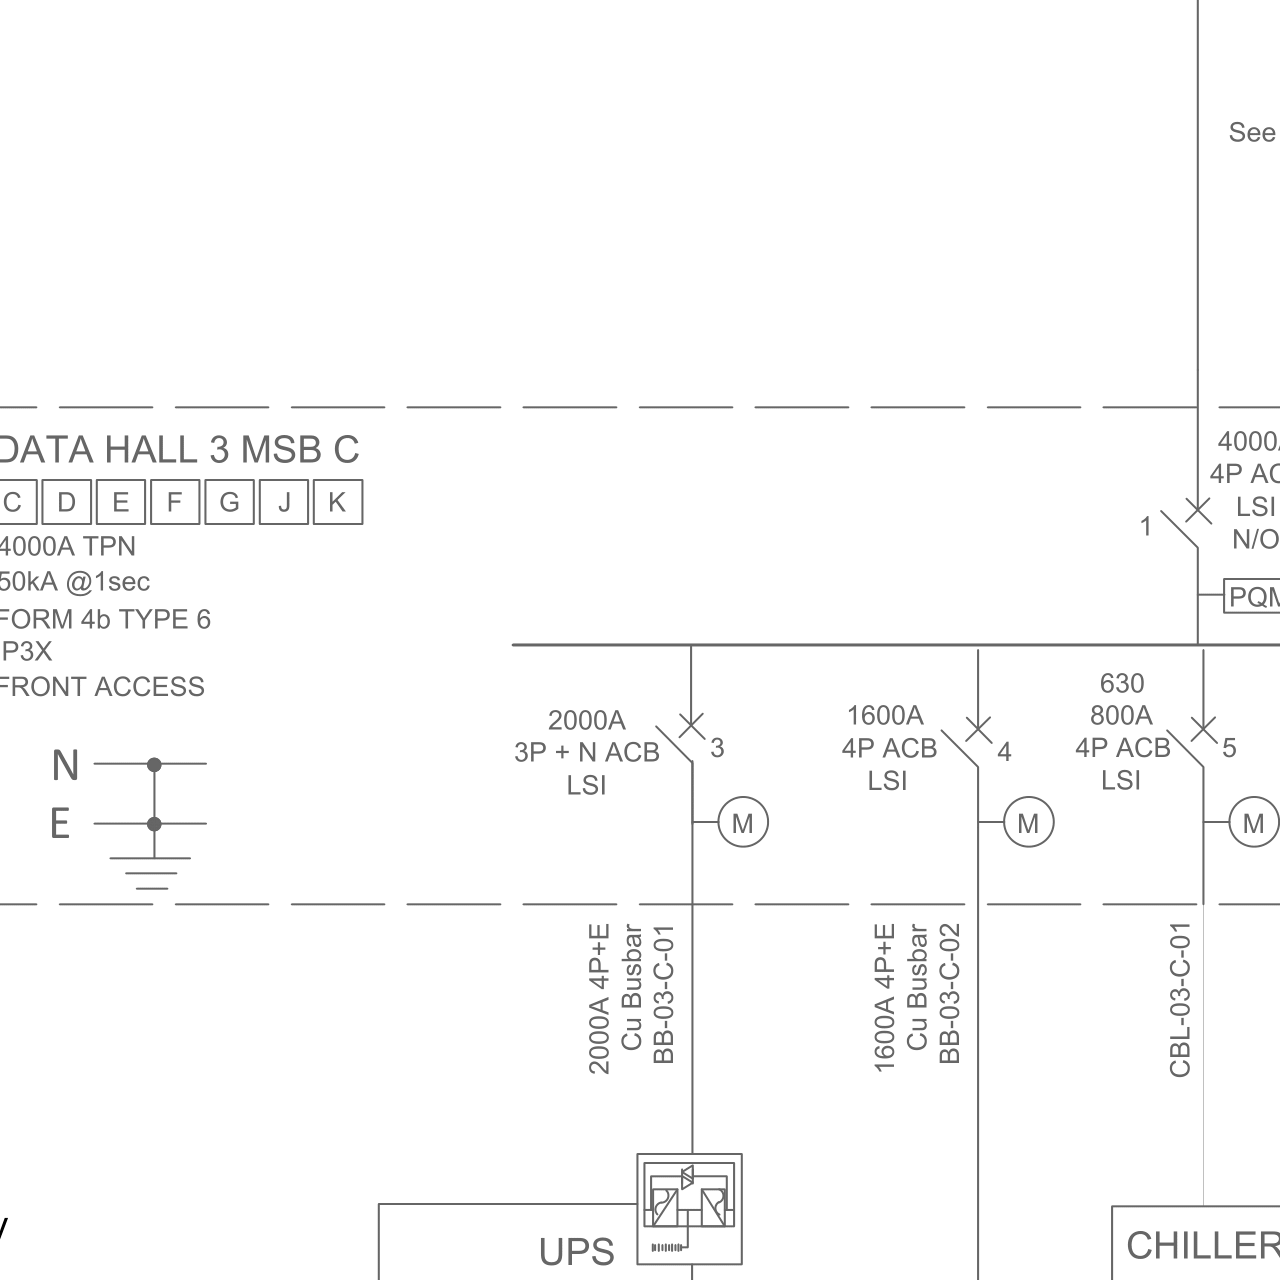 See
DATA HALL 3 MSB C
C D E F G J K
4000A TPN
50kA @1sec
FORM 4b TYPE 6
IP3X
FRONT ACCESS
N
E
4000A
4P AC
LSI
N/O
1
PQM
2000A
3P + N ACB
LSI
3
M
1600A
4P ACB
LSI
4
M
630
800A
4P ACB
LSI
5
M
2000A 4P+E
Cu Busbar
BB-03-C-01
1600A 4P+E
Cu Busbar
BB-03-C-02
CBL-03-C-01
UPS
CHILLER